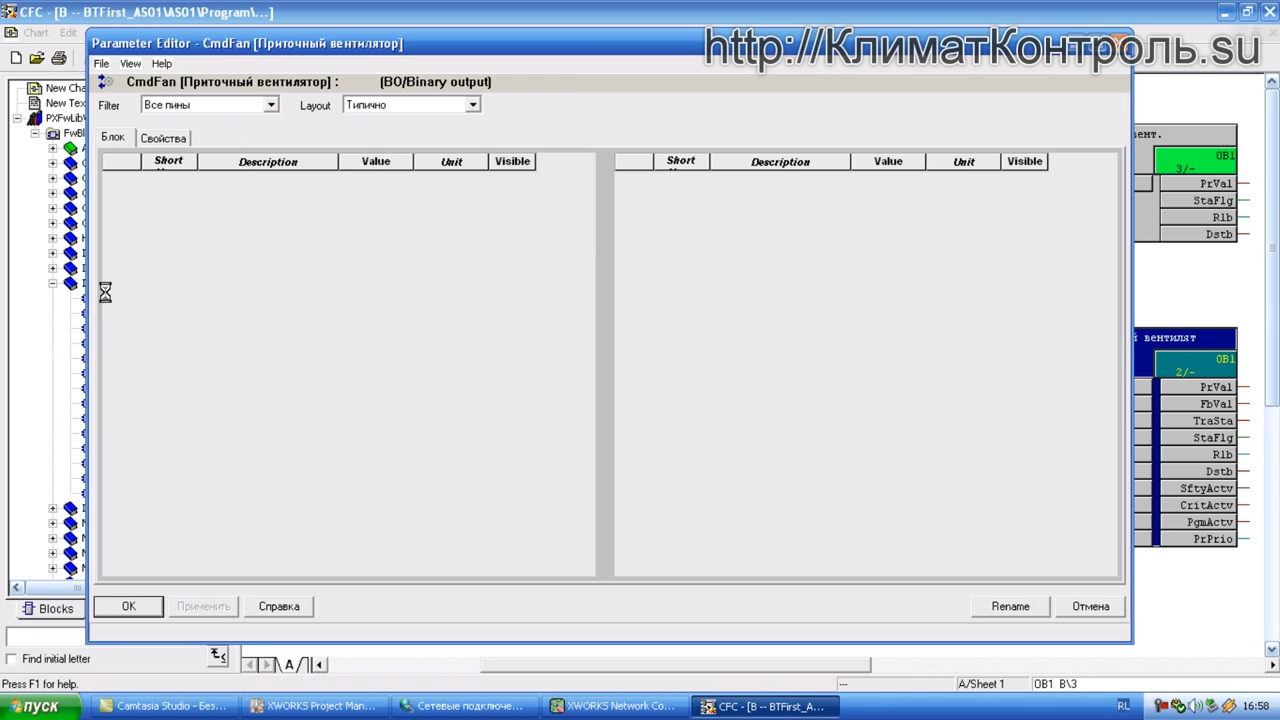 CFC - [B -- BTFirst_AS01\AS01\Program\...]
Chart Edit
http://КлиматКонтроль.su
Parameter Editor - CmdFan [Приточный вентилятор]
File View Help
CmdFan [Приточный вентилятор] : (BO/Binary output)
Filter Все пины Layout Типично
Блок Свойства
Short Description Value Unit Visible Short Description Value Unit Visible
New Cha
New Tex
PXFwLibV
FwBl
вент.
OB1
3/-
PrVal
StaFlg
Rlb
Dstb
й вентилят
OB1
2/-
PrVal
FbVal
TraSta
StaFlg
Rlb
Dstb
SftyActv
CritActv
PgmActv
PrPrio
OK Применить Справка Rename Отмена
Blocks
Find initial letter
A
Press F1 for help. --- A/Sheet 1 OB1 B\3
пуск Camtasia Studio - Без... XWORKS Project Man... Сетевые подключе... XWORKS Network Co... CFC - [B -- BTFirst_A... RU 16:58